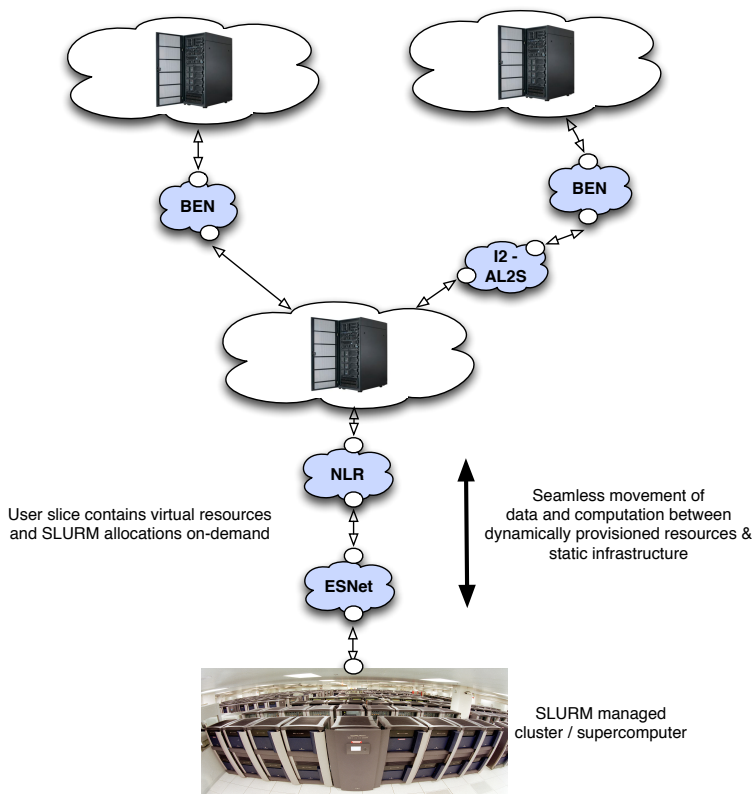 BEN
BEN
I2 -
AL2S
NLR
User slice contains virtual resources
and SLURM allocations on-demand
Seamless movement of
data and computation between
dynamically provisioned resources &
static infrastructure
ESNet
SLURM managed
cluster / supercomputer